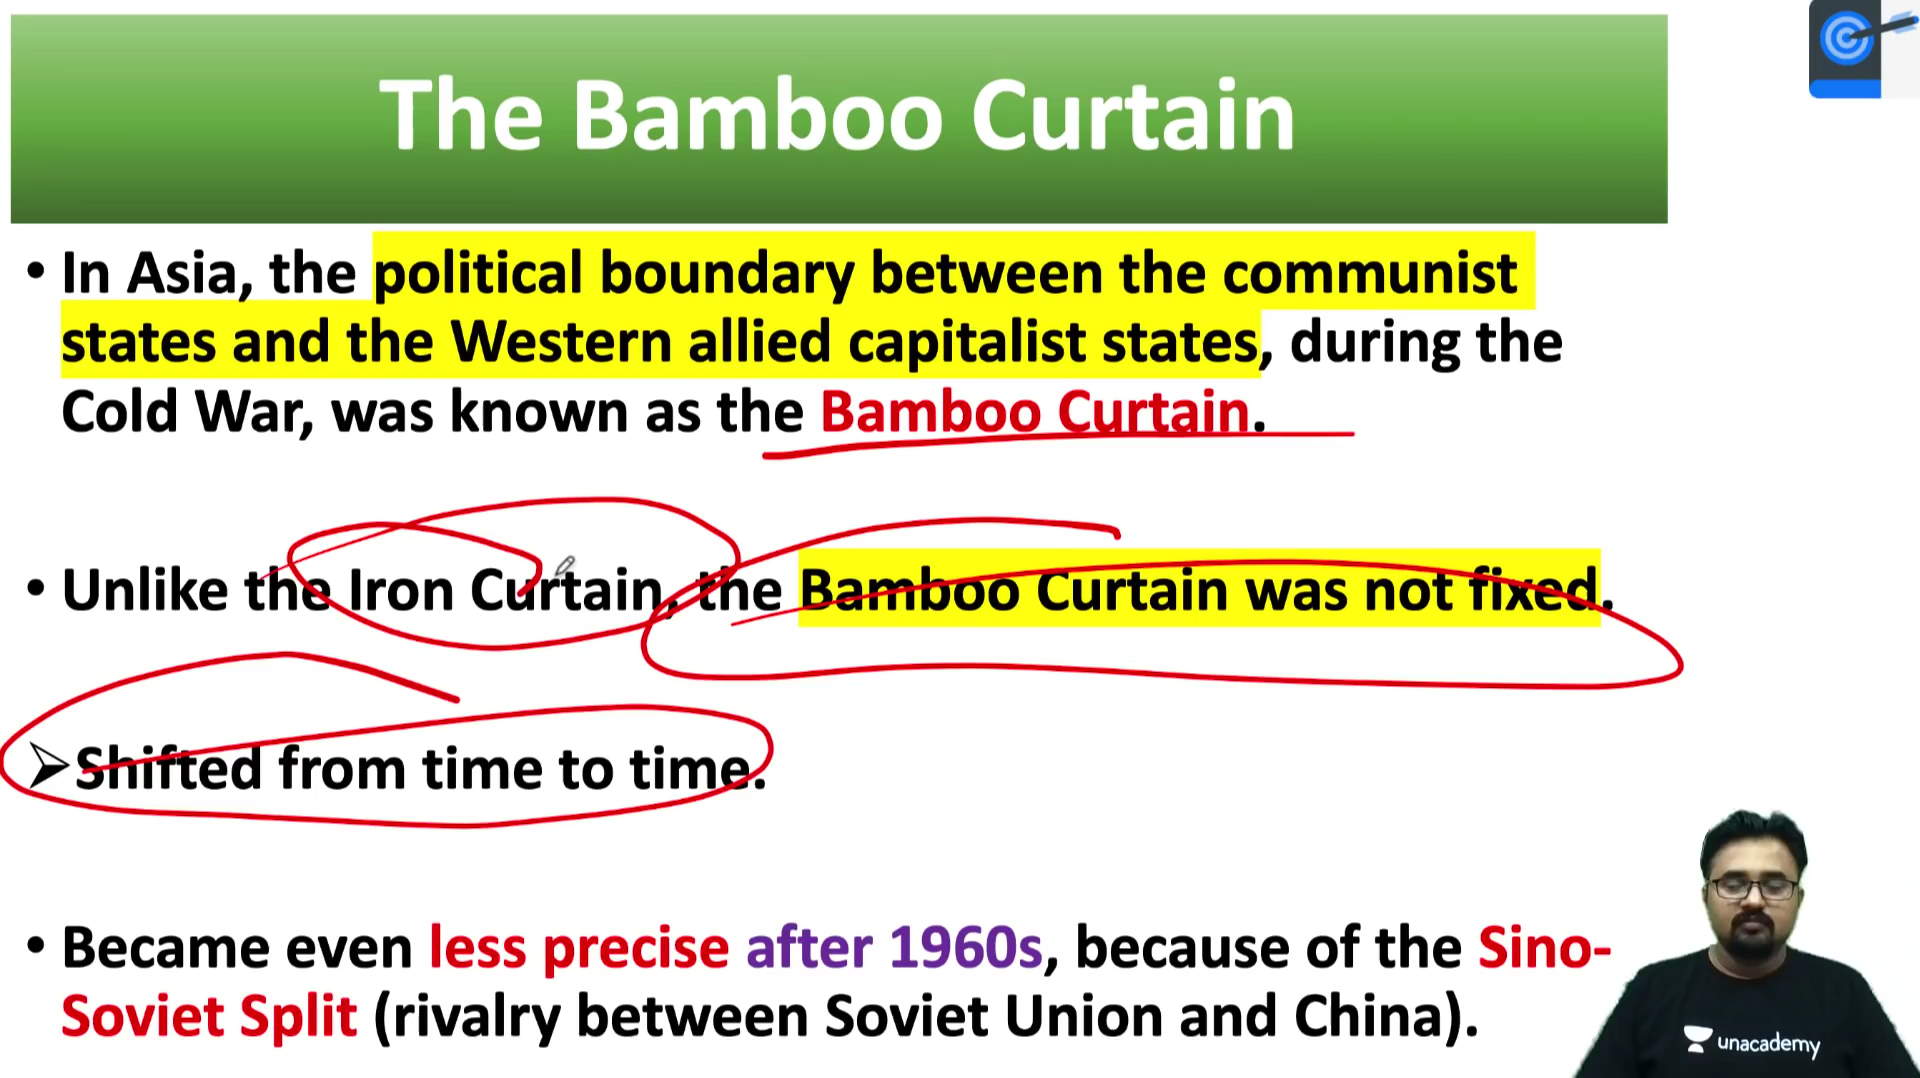 The Bamboo Curtain
• In Asia, the political boundary between the communist
states and the Western allied capitalist states, during the
Cold War, was known as the Bamboo Curtain.
• Unlike the Iron Curtain, the Bamboo Curtain was not fixed.
➢Shifted from time to time.
• Became even less precise after 1960s, because of the Sino-
Soviet Split (rivalry between Soviet Union and China).
unacademy